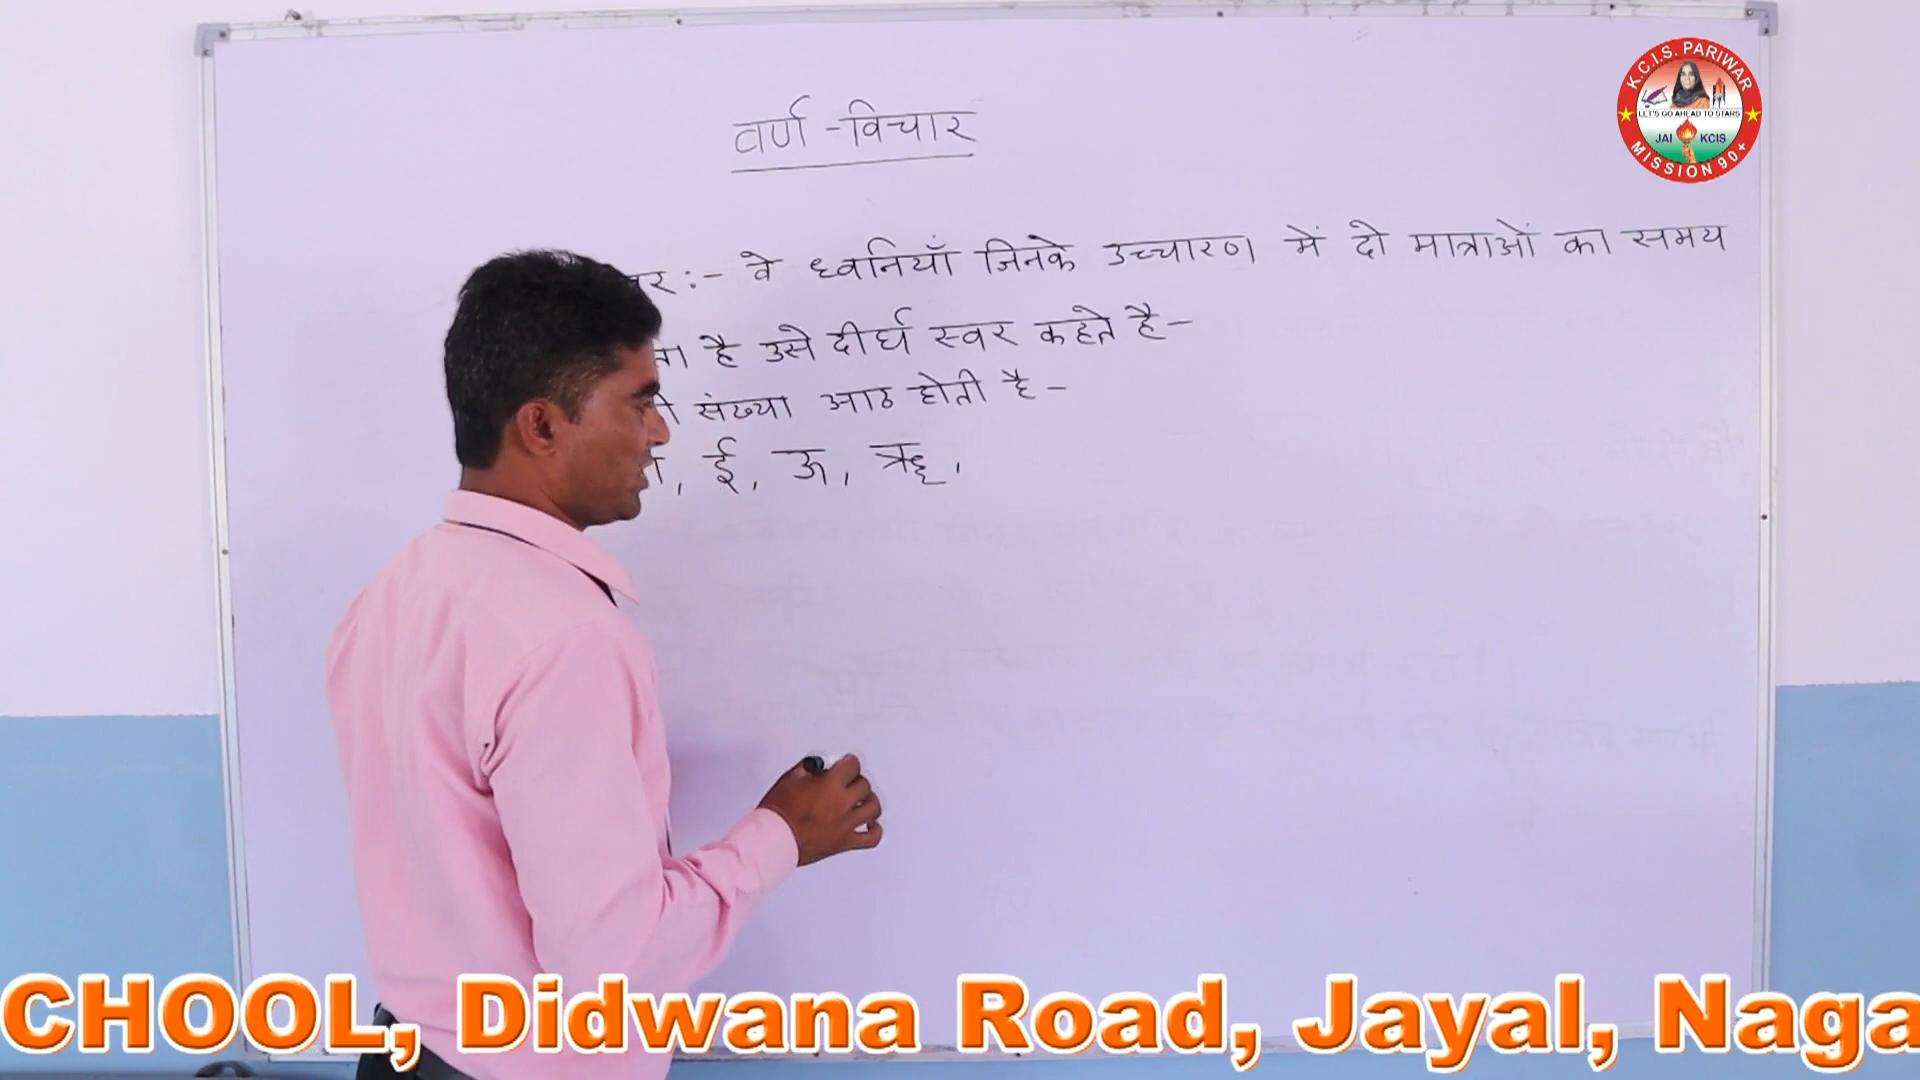 वर्ण -विचार
K.C.I.S. PARIWAR
LET'S GO AHEAD TO STARS
JAI KCIS
MISSION 90+
:- वे ध्वनियाँ जिनके उच्चारण में दो मात्राओं का समय
है उसे दीर्घ स्वर कहते है-
संख्या आठ होती है-
, ई, ऊ, ॠ,
CHOOL, Didwana Road, Jayal, Naga